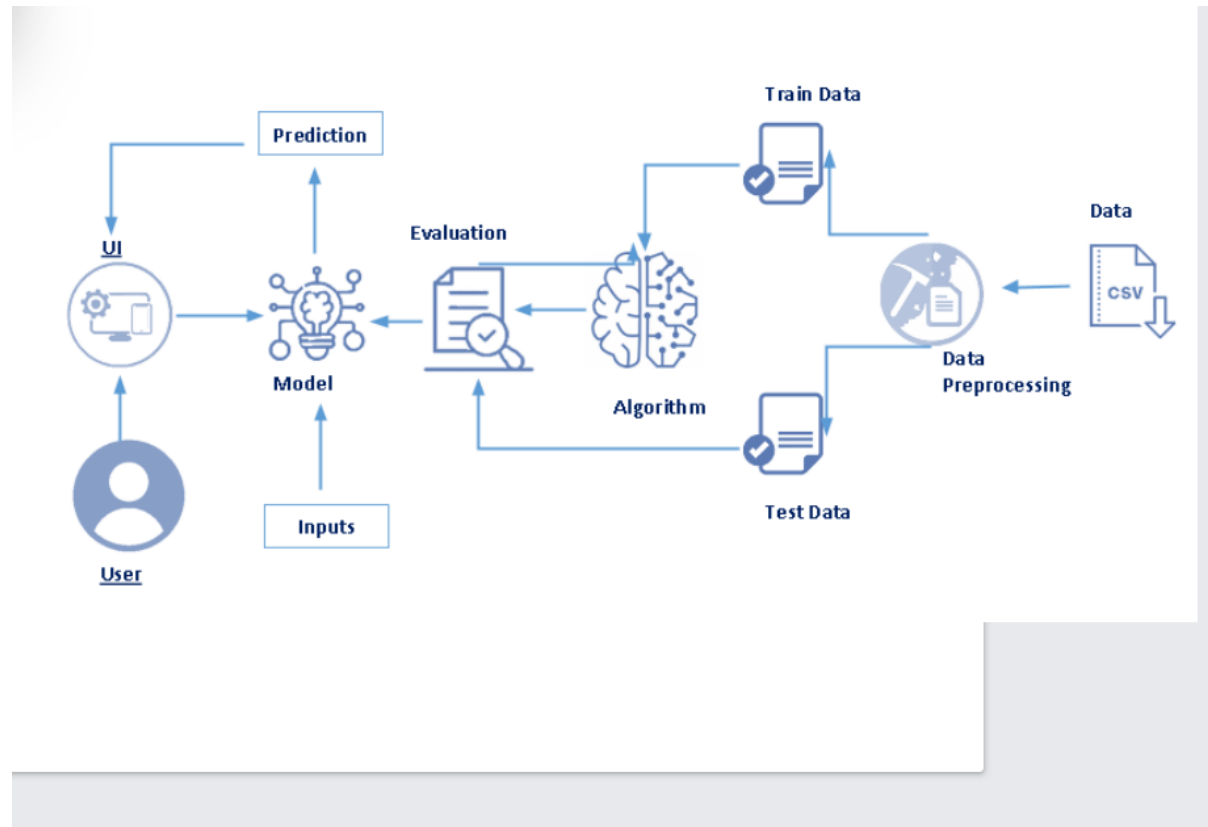 Train Data
Prediction
Data
Evaluation
UI
CSV
Data
Preprocessing
Model
Algorithm
Test Data
Inputs
User